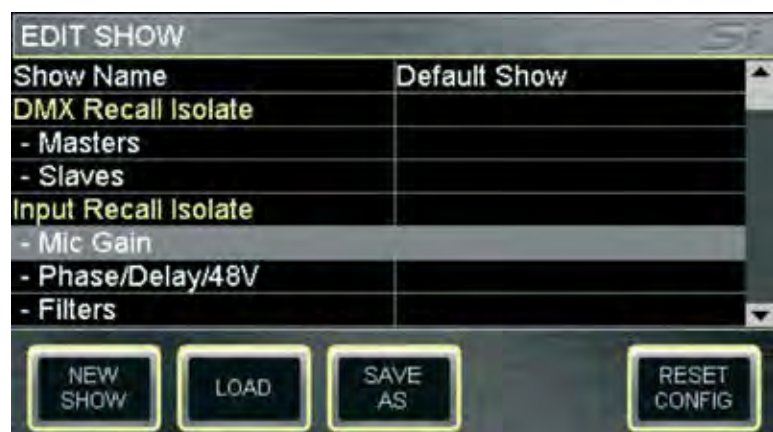 EDIT SHOW
Si
Show Name Default Show
DMX Recall Isolate
- Masters
- Slaves
Input Recall Isolate
- Mic Gain
- Phase/Delay/48V
- Filters
NEW SHOW
LOAD
SAVE AS
RESET CONFIG